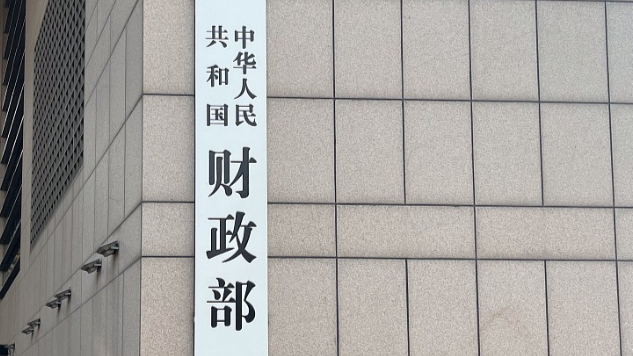 中华人民
共和国
财政部